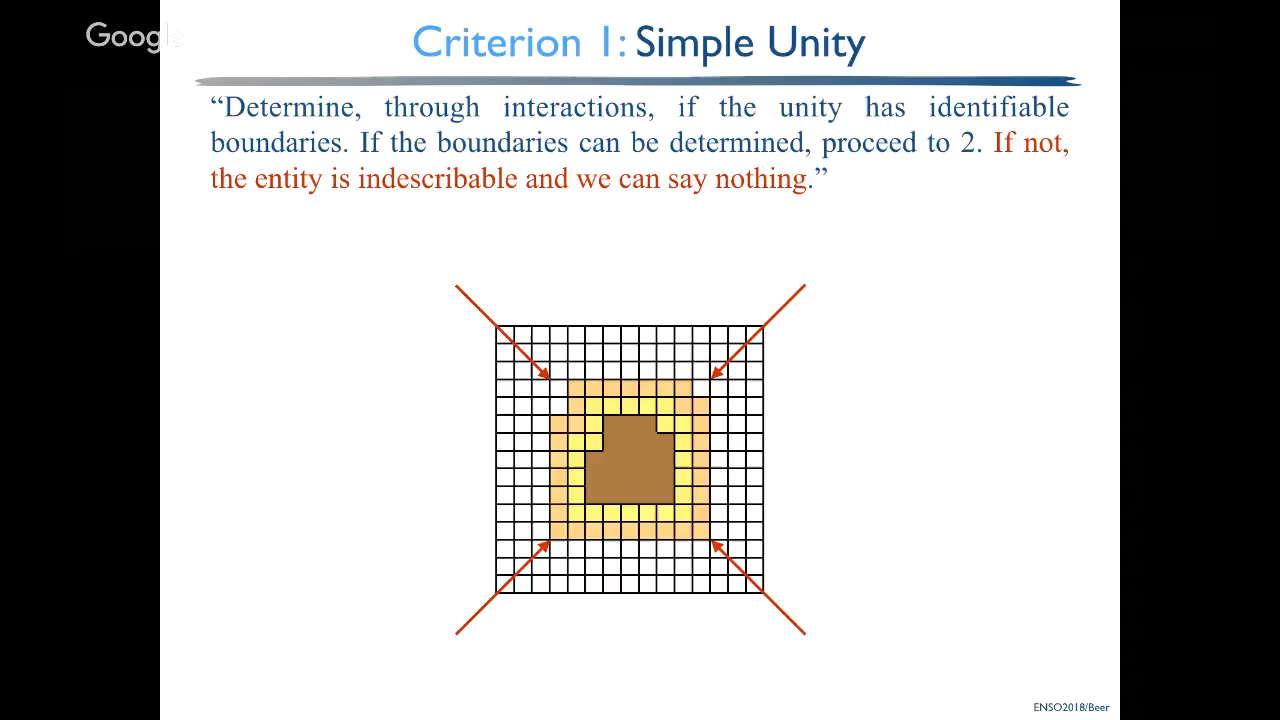 Google
Criterion 1: Simple Unity
“Determine, through interactions, if the unity has identifiable
boundaries. If the boundaries can be determined, proceed to 2. If not,
the entity is indescribable and we can say nothing.”
ENSO2018/Beer